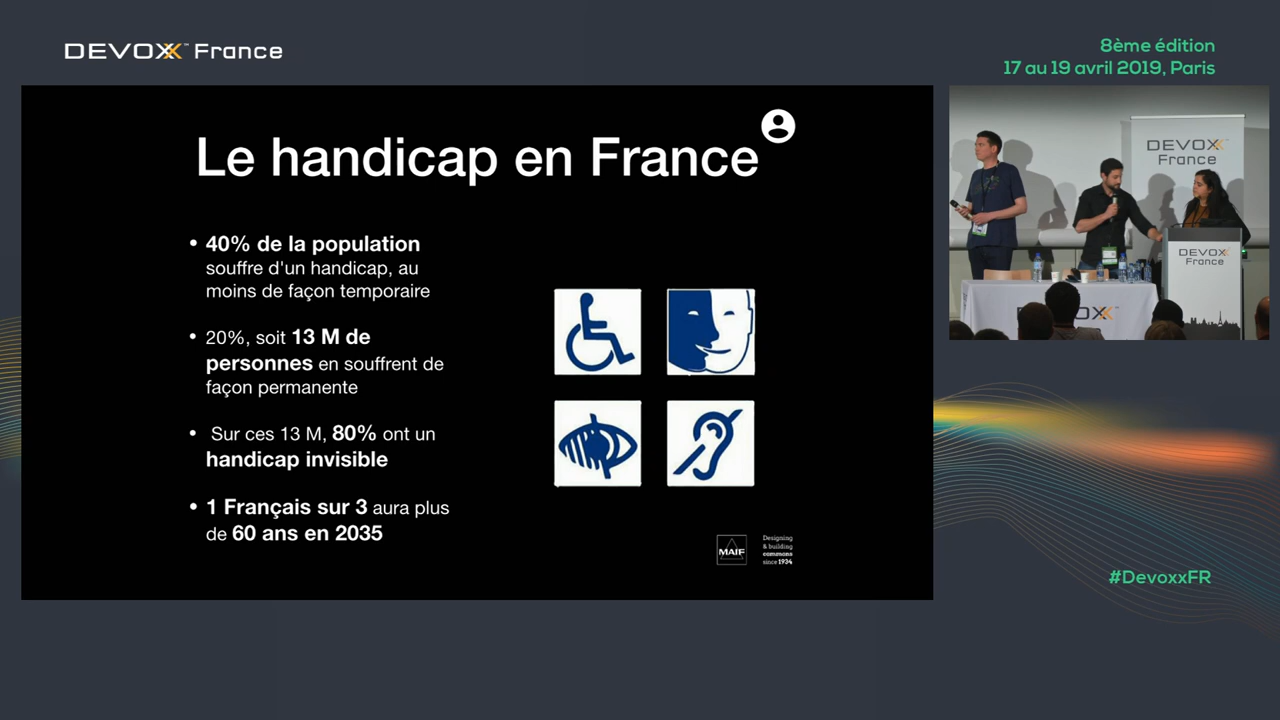 DEVOXX™ France
8ème édition
17 au 19 avril 2019, Paris
Le handicap en France
• 40% de la population
souffre d'un handicap, au
moins de façon temporaire
• 20%, soit 13 M de
personnes en souffrent de
façon permanente
• Sur ces 13 M, 80% ont un
handicap invisible
• 1 Français sur 3 aura plus
de 60 ans en 2035
MAIF
Designing
& building
commons
since 1934
DEVOXX
France
DEVOXX
France
#DevoxxFR